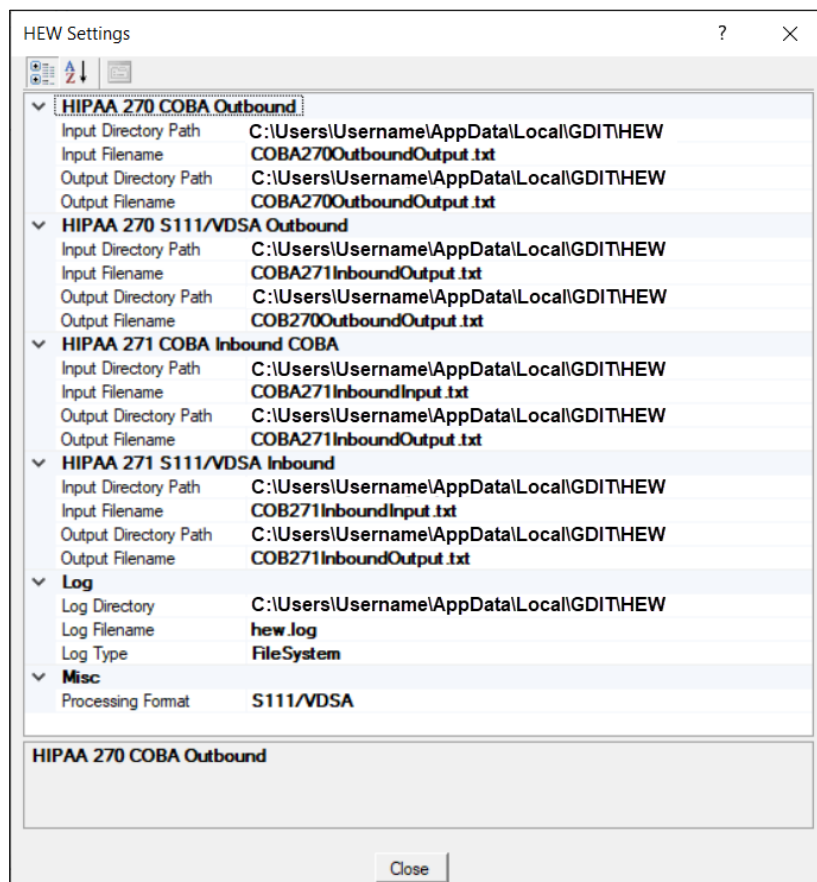 HEW Settings ? ×
A
Z
HIPAA 270 COBA Outbound
Input Directory Path C:\Users\Username\AppData\Local\GDIT\HEW
Input Filename COBA270OutboundOutput.txt
Output Directory Path C:\Users\Username\AppData\Local\GDIT\HEW
Output Filename COBA270OutboundOutput.txt
HIPAA 270 S111/VDSA Outbound
Input Directory Path C:\Users\Username\AppData\Local\GDIT\HEW
Input Filename COBA271InboundOutput.txt
Output Directory Path C:\Users\Username\AppData\Local\GDIT\HEW
Output Filename COB270OutboundOutput.txt
HIPAA 271 COBA Inbound COBA
Input Directory Path C:\Users\Username\AppData\Local\GDIT\HEW
Input Filename COBA271InboundInput.txt
Output Directory Path C:\Users\Username\AppData\Local\GDIT\HEW
Output Filename COBA271InboundOutput.txt
HIPAA 271 S111/VDSA Inbound
Input Directory Path C:\Users\Username\AppData\Local\GDIT\HEW
Input Filename COB271InboundInput.txt
Output Directory Path C:\Users\Username\AppData\Local\GDIT\HEW
Output Filename COB271InboundOutput.txt
Log
Log Directory C:\Users\Username\AppData\Local\GDIT\HEW
Log Filename hew.log
Log Type FileSystem
Misc
Processing Format S111/VDSA
HIPAA 270 COBA Outbound
Close